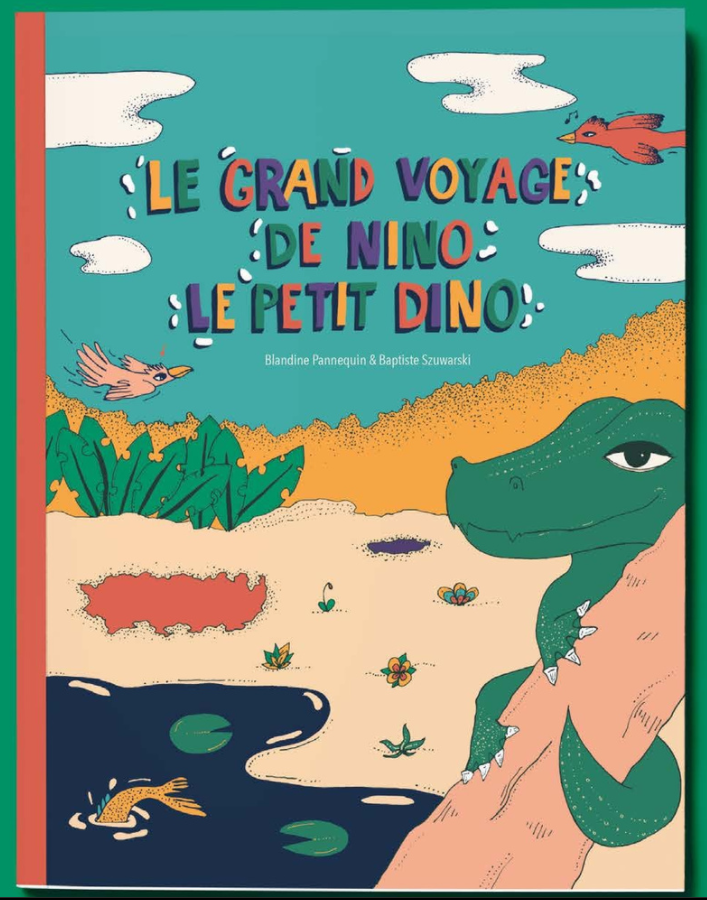 LE GRAND VOYAGE
DE NINO
LE PETIT DINO
Blandine Pannequin & Baptiste Szuwarski